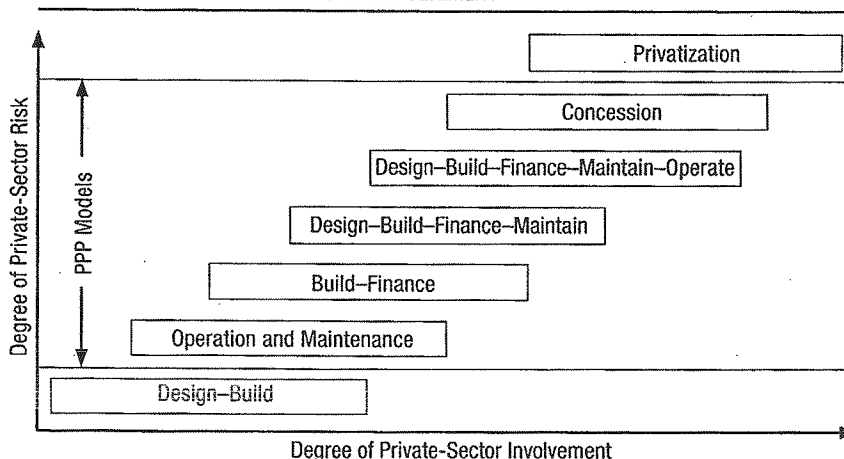 Privatization
Concession
Design–Build–Finance–Maintain–Operate
Design–Build–Finance–Maintain
Build–Finance
Operation and Maintenance
Design–Build
PPP Models
Degree of Private-Sector Risk
Degree of Private-Sector Involvement